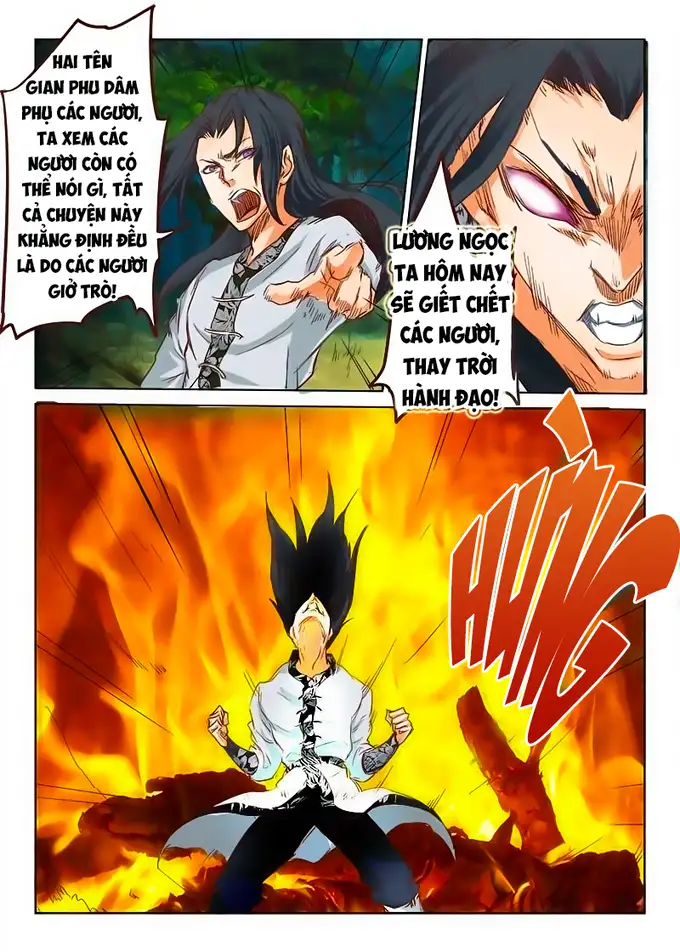 HAI TÊN
GIAN PHU DÂM
PHỤ CÁC NGƯƠI,
TA XEM CÁC
NGƯƠI CÒN CÓ
THỂ NÓI GÌ, TẤT
CẢ CHUYỆN NÀY
KHẲNG ĐỊNH ĐỀU
LÀ DO CÁC NGƯƠI
GIỞ TRÒ!
LƯƠNG NGỌC
TA HÔM NAY
SẼ GIẾT CHẾT
CÁC NGƯƠI,
THAY TRỜI
HÀNH ĐẠO!
HỪNG